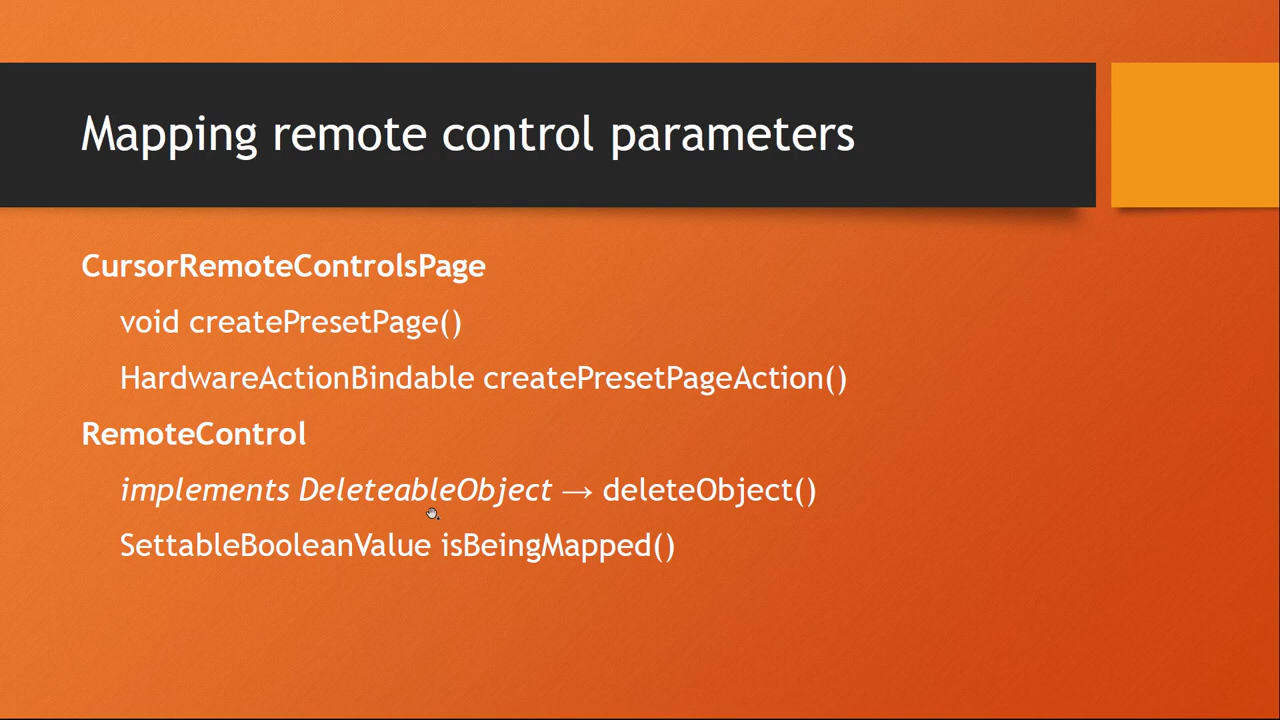 Mapping remote control parameters
CursorRemoteControlsPage
void createPresetPage()
HardwareActionBindable createPresetPageAction()
RemoteControl
implements DeleteableObject → deleteObject()
SettableBooleanValue isBeingMapped()